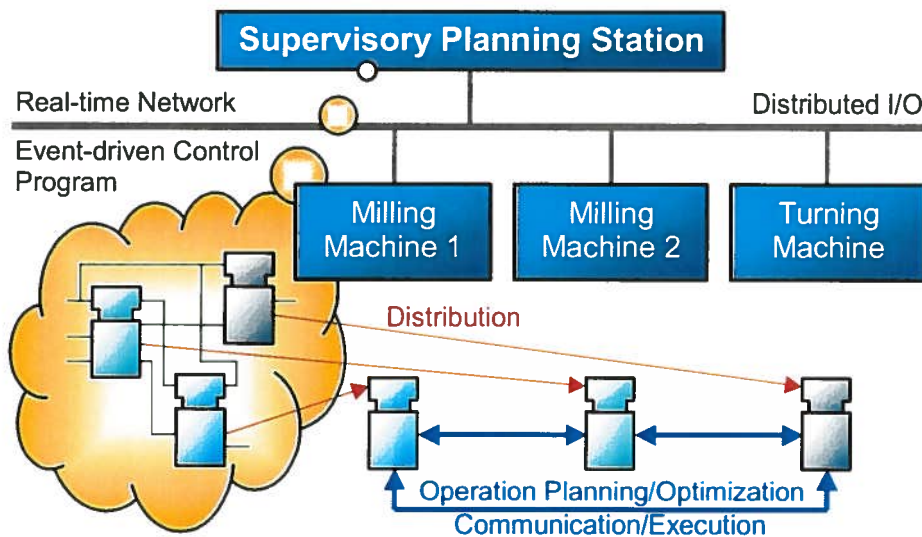 Supervisory Planning Station
Real-time Network
Distributed I/O
Event-driven Control
Program
Milling
Machine 1
Milling
Machine 2
Turning
Machine
Distribution
Operation Planning/Optimization
Communication/Execution